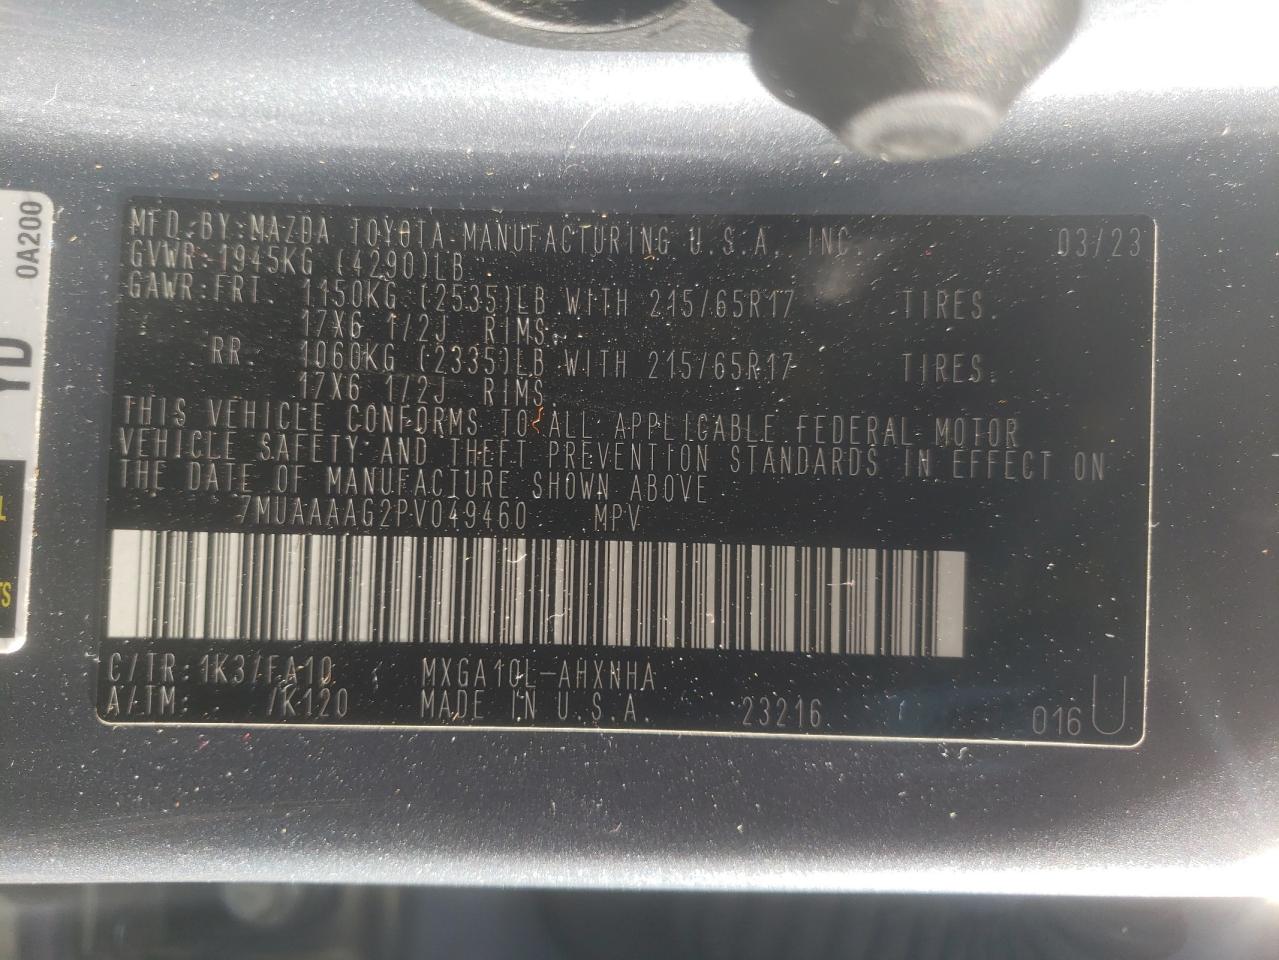 MFD. BY: MAZDA TOYOTA MANUFACTURING U.S.A. INC. 03/23
GVWR: 1945KG (4290)LB
GAWR: FRT. 1150KG (2535)LB WITH 215/65R17 TIRES.
17X6 1/2J RIMS.
RR. 1060KG (2335)LB WITH 215/65R17 TIRES.
17X6 1/2J RIMS.
THIS VEHICLE CONFORMS TO ALL APPLICABLE FEDERAL MOTOR
VEHICLE SAFETY AND THEFT PREVENTION STANDARDS IN EFFECT ON
THE DATE OF MANUFACTURE SHOWN ABOVE
7MUAAAAG2PV049460 MPV
C/TR: 1K3/FA10 MXGA10L-AHXNHA
A/TM: /K120 MADE IN U.S.A. 23216 016 U
0A200
YD
L
TS